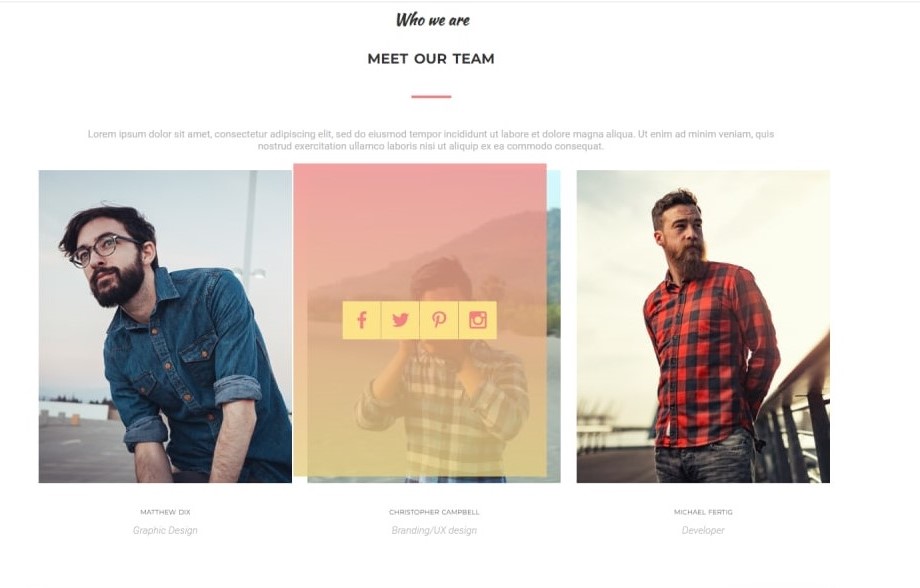 Who we are
MEET OUR TEAM
Lorem ipsum dolor sit amet, consectetur adipiscing elit, sed do eiusmod tempor incididunt ut labore et dolore magna aliqua. Ut enim ad minim veniam, quis
nostrud exercitation ullamco laboris nisi ut aliquip ex ea commodo consequat.
MATTHEW DIX
Graphic Design
CHRISTOPHER CAMPBELL
Branding/UX design
MICHAEL FERTIG
Developer